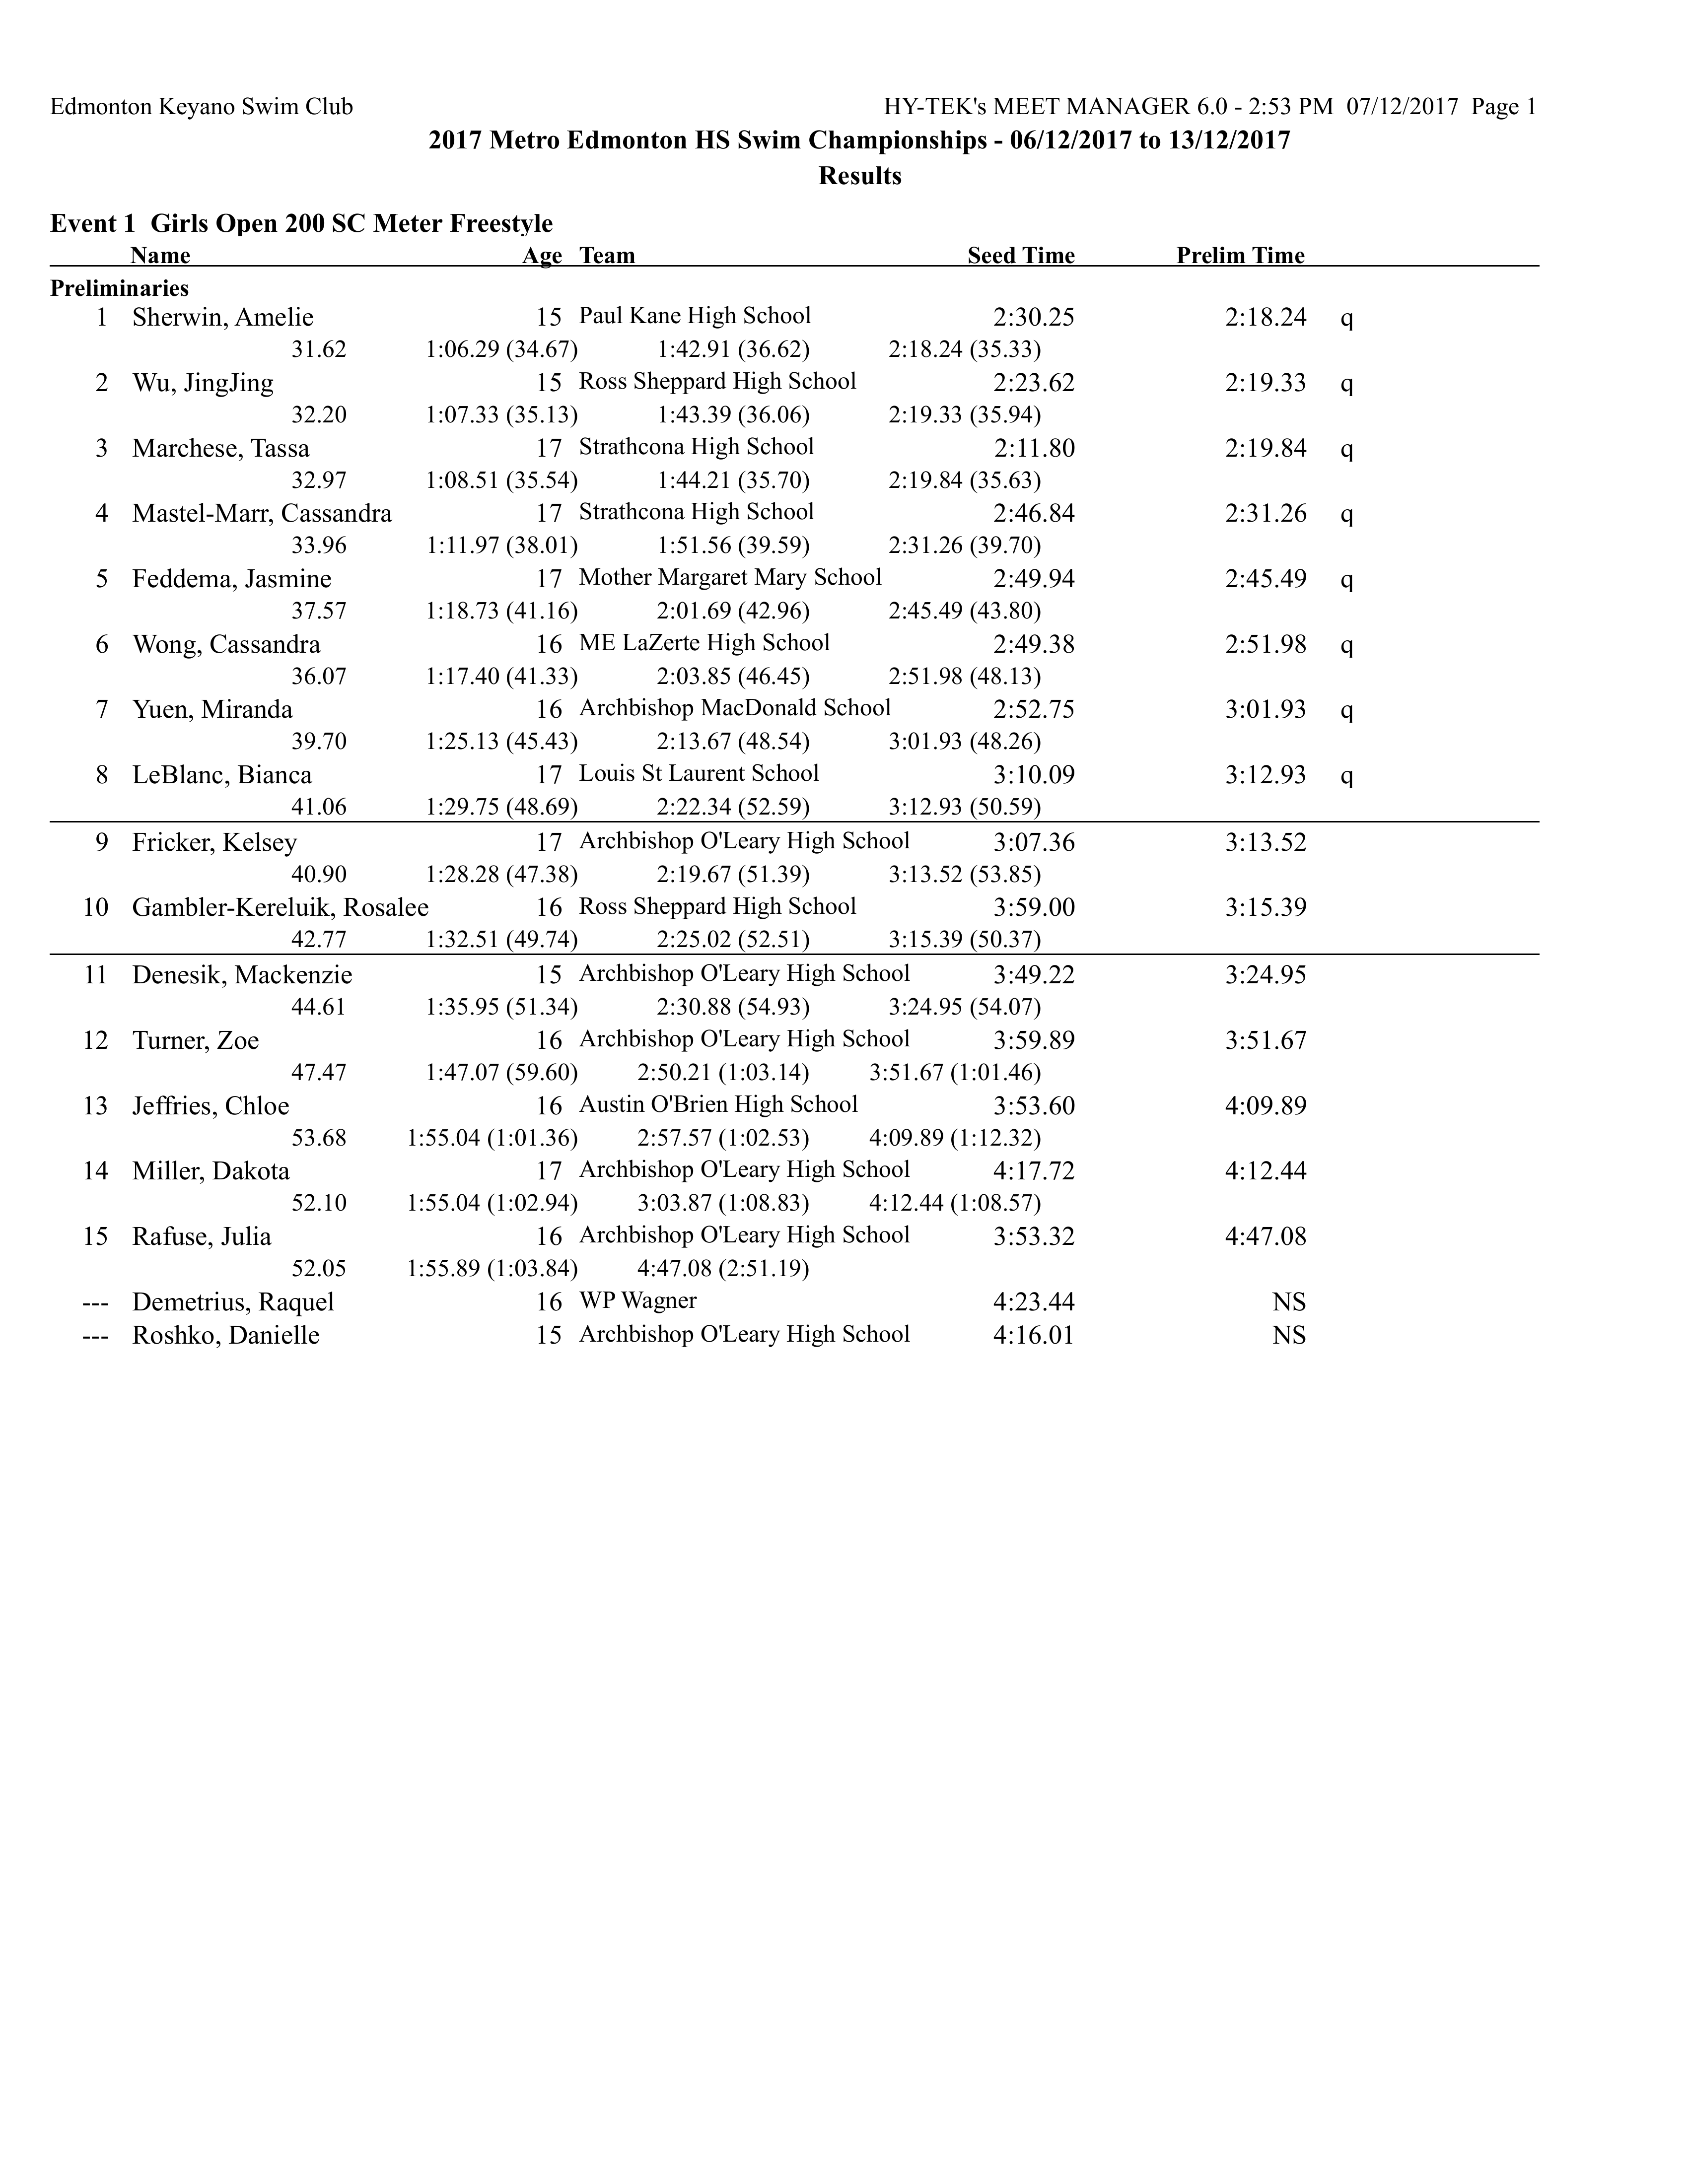 Edmonton Keyano Swim Club HY-TEK's MEET MANAGER 6.0 - 2:53 PM 07/12/2017 Page 1
2017 Metro Edmonton HS Swim Championships - 06/12/2017 to 13/12/2017
Results
Event 1 Girls Open 200 SC Meter Freestyle
Name Age Team Seed Time Prelim Time
Preliminaries
1 Sherwin, Amelie 15 Paul Kane High School 2:30.25 2:18.24 q
31.62 1:06.29 (34.67) 1:42.91 (36.62) 2:18.24 (35.33)
2 Wu, JingJing 15 Ross Sheppard High School 2:23.62 2:19.33 q
32.20 1:07.33 (35.13) 1:43.39 (36.06) 2:19.33 (35.94)
3 Marchese, Tassa 17 Strathcona High School 2:11.80 2:19.84 q
32.97 1:08.51 (35.54) 1:44.21 (35.70) 2:19.84 (35.63)
4 Mastel-Marr, Cassandra 17 Strathcona High School 2:46.84 2:31.26 q
33.96 1:11.97 (38.01) 1:51.56 (39.59) 2:31.26 (39.70)
5 Feddema, Jasmine 17 Mother Margaret Mary School 2:49.94 2:45.49 q
37.57 1:18.73 (41.16) 2:01.69 (42.96) 2:45.49 (43.80)
6 Wong, Cassandra 16 ME LaZerte High School 2:49.38 2:51.98 q
36.07 1:17.40 (41.33) 2:03.85 (46.45) 2:51.98 (48.13)
7 Yuen, Miranda 16 Archbishop MacDonald School 2:52.75 3:01.93 q
39.70 1:25.13 (45.43) 2:13.67 (48.54) 3:01.93 (48.26)
8 LeBlanc, Bianca 17 Louis St Laurent School 3:10.09 3:12.93 q
41.06 1:29.75 (48.69) 2:22.34 (52.59) 3:12.93 (50.59)
9 Fricker, Kelsey 17 Archbishop O'Leary High School 3:07.36 3:13.52
40.90 1:28.28 (47.38) 2:19.67 (51.39) 3:13.52 (53.85)
10 Gambler-Kereluik, Rosalee 16 Ross Sheppard High School 3:59.00 3:15.39
42.77 1:32.51 (49.74) 2:25.02 (52.51) 3:15.39 (50.37)
11 Denesik, Mackenzie 15 Archbishop O'Leary High School 3:49.22 3:24.95
44.61 1:35.95 (51.34) 2:30.88 (54.93) 3:24.95 (54.07)
12 Turner, Zoe 16 Archbishop O'Leary High School 3:59.89 3:51.67
47.47 1:47.07 (59.60) 2:50.21 (1:03.14) 3:51.67 (1:01.46)
13 Jeffries, Chloe 16 Austin O'Brien High School 3:53.60 4:09.89
53.68 1:55.04 (1:01.36) 2:57.57 (1:02.53) 4:09.89 (1:12.32)
14 Miller, Dakota 17 Archbishop O'Leary High School 4:17.72 4:12.44
52.10 1:55.04 (1:02.94) 3:03.87 (1:08.83) 4:12.44 (1:08.57)
15 Rafuse, Julia 16 Archbishop O'Leary High School 3:53.32 4:47.08
52.05 1:55.89 (1:03.84) 4:47.08 (2:51.19)
--- Demetrius, Raquel 16 WP Wagner 4:23.44 NS
--- Roshko, Danielle 15 Archbishop O'Leary High School 4:16.01 NS